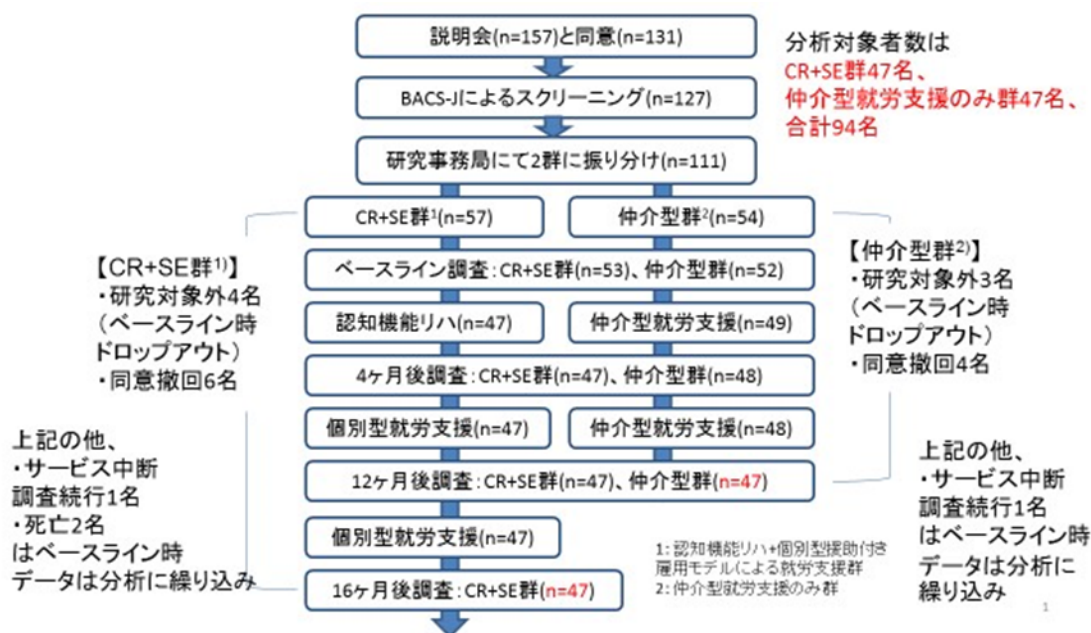 説明会(n=157)と同意(n=131)
分析対象者数は
CR+SE群47名、
仲介型就労支援のみ群47名、
合計94名
BACS-Jによるスクリーニング(n=127)
研究事務局にて2群に振り分け(n=111)
CR+SE群¹(n=57)
仲介型群²(n=54)
【CR+SE群¹⁾】
・研究対象外4名
(ベースライン時
ドロップアウト)
・同意撤回6名
【仲介型群²⁾】
・研究対象外3名
(ベースライン時
ドロップアウト)
・同意撤回4名
ベースライン調査:CR+SE群(n=53)、仲介型群(n=52)
認知機能リハ(n=47)
仲介型就労支援(n=49)
4ヶ月後調査:CR+SE群(n=47)、仲介型群(n=48)
個別型就労支援(n=47)
仲介型就労支援(n=48)
12ヶ月後調査:CR+SE群(n=47)、仲介型群(n=47)
上記の他、
・サービス中断
調査続行1名
・死亡2名
はベースライン時
データは分析に繰り込み
上記の他、
・サービス中断
調査続行1名
はベースライン時
データは分析に
繰り込み
個別型就労支援(n=47)
16ヶ月後調査:CR+SE群(n=47)
1:認知機能リハ+個別型援助付き
雇用モデルによる就労支援群
2:仲介型就労支援のみ群
1